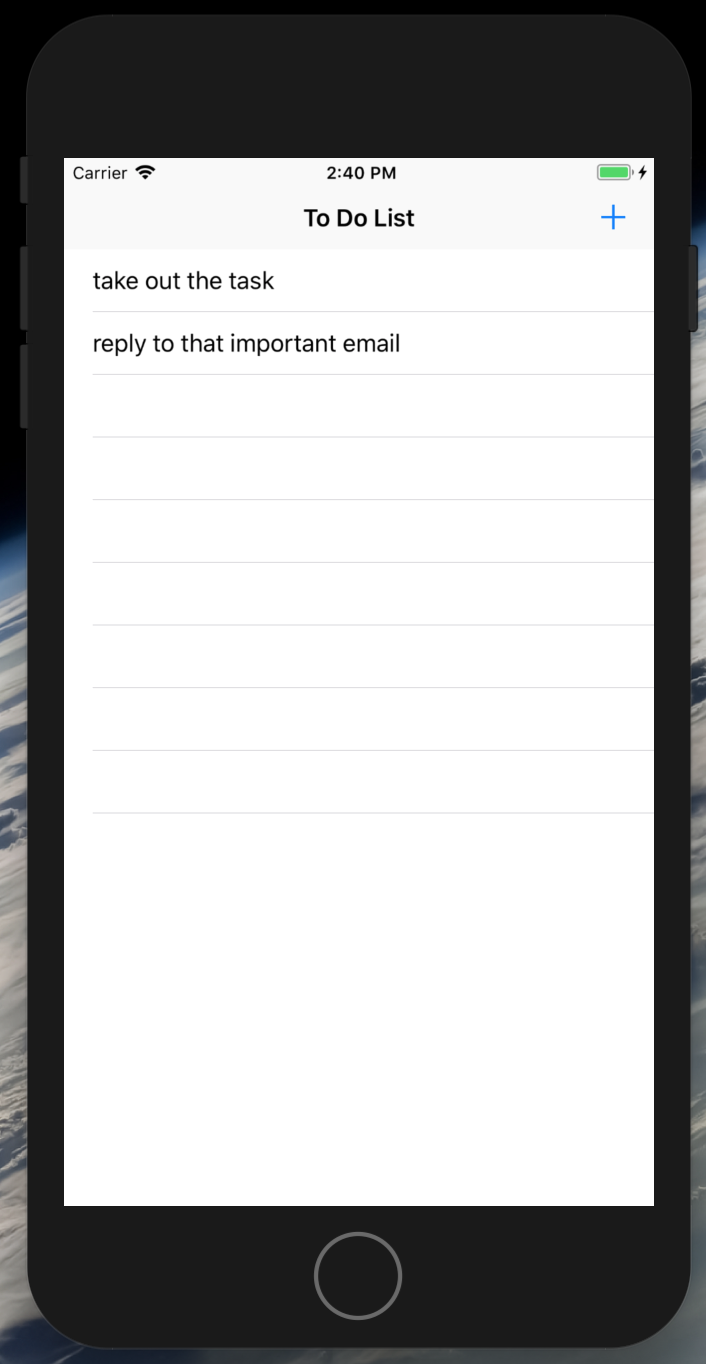 Carrier 2:40 PM
To Do List
take out the task
reply to that important email